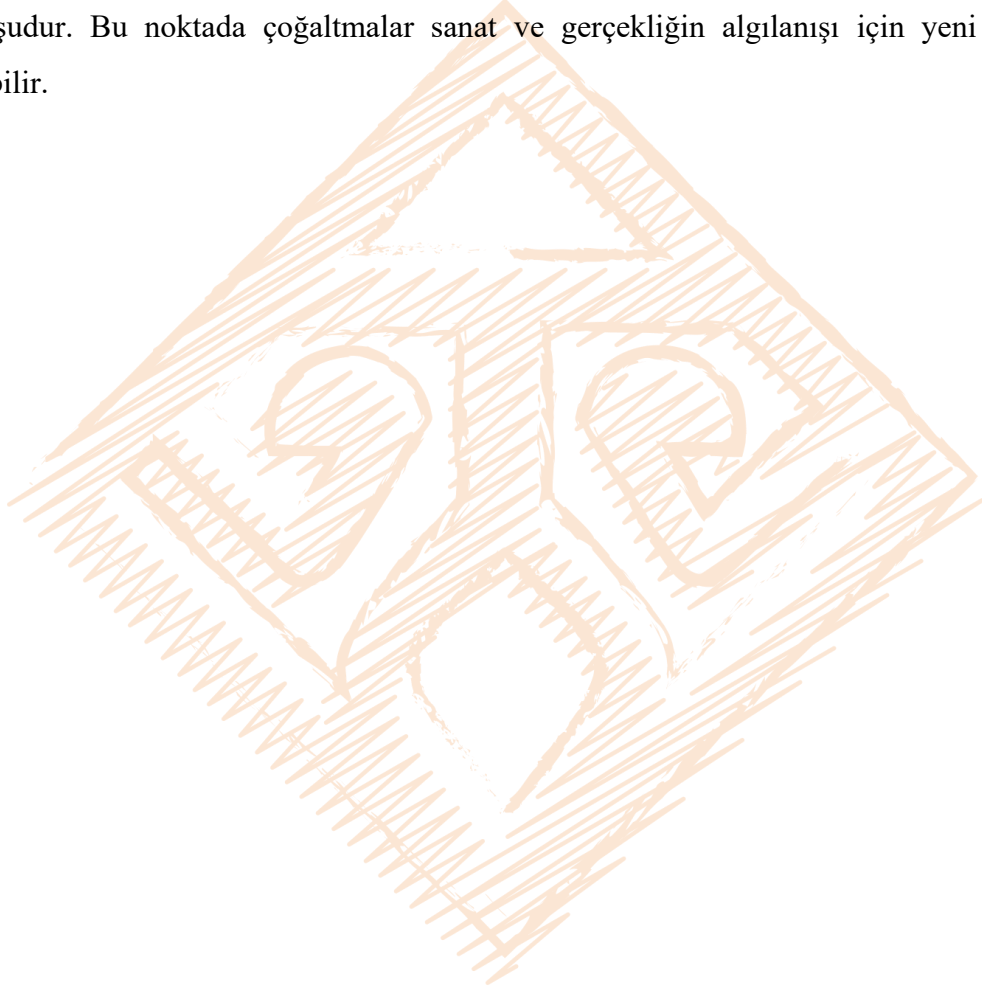 şudur. Bu noktada çoğaltmalar sanat ve gerçekliğin algılanışı için yeni
bilir.